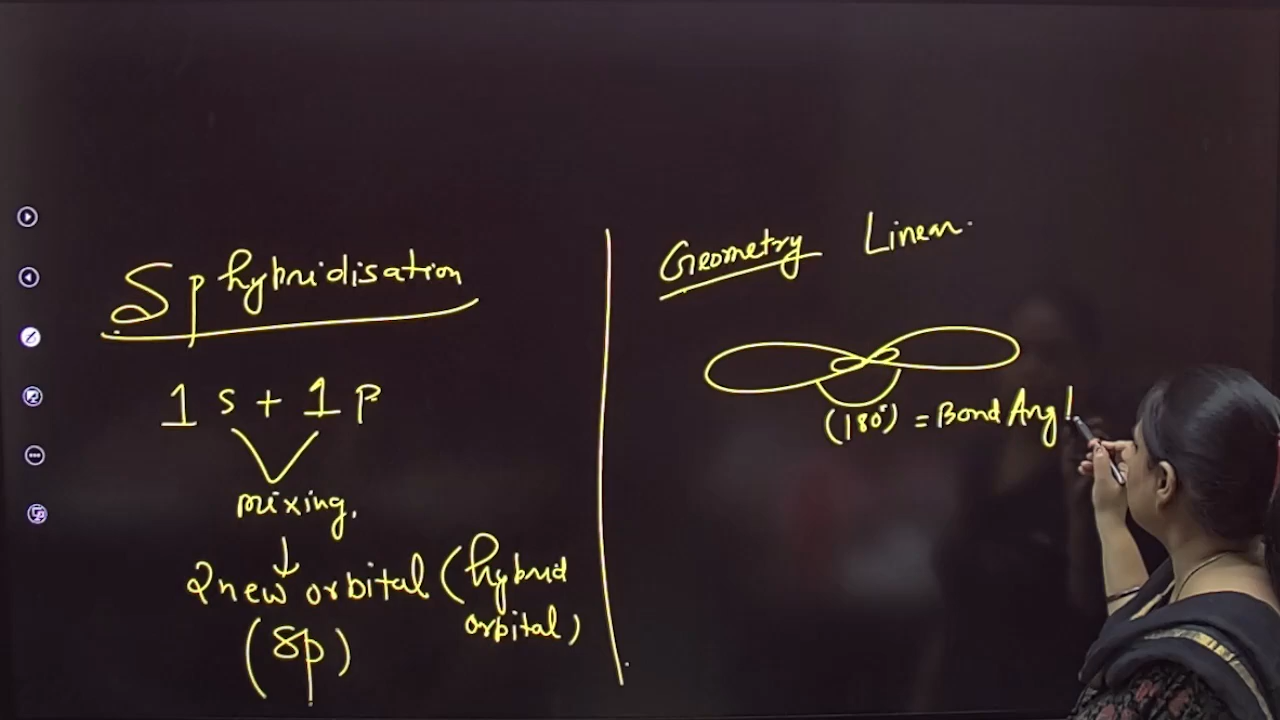 Sp hybridisation
1 s + 1 p
mixing.
2 new orbital (hybrid
orbital)
(sp)
Geometry Linear.
(180°) = Bond Angl